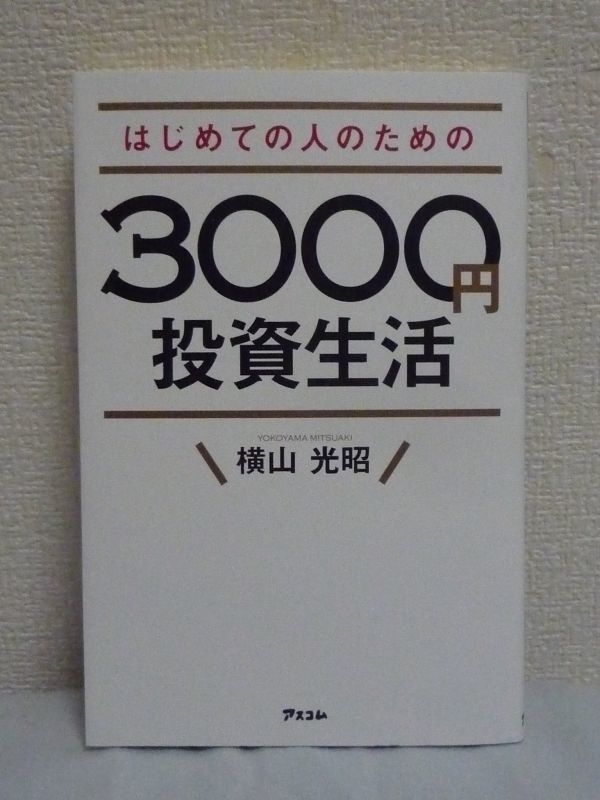 はじめての人のための
3000円
投資生活
YOKOYAMA MITSUAKI
横山 光昭
アスコム